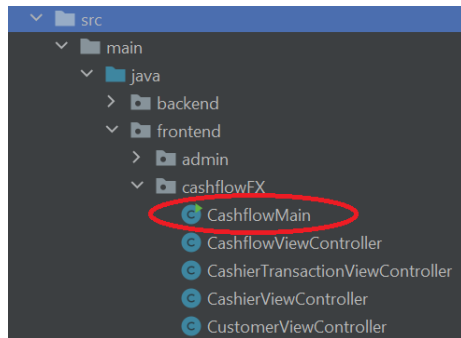 src
main
java
backend
frontend
admin
cashflowFX
CashflowMain
CashflowViewController
CashierTransactionViewController
CashierViewController
CustomerViewController